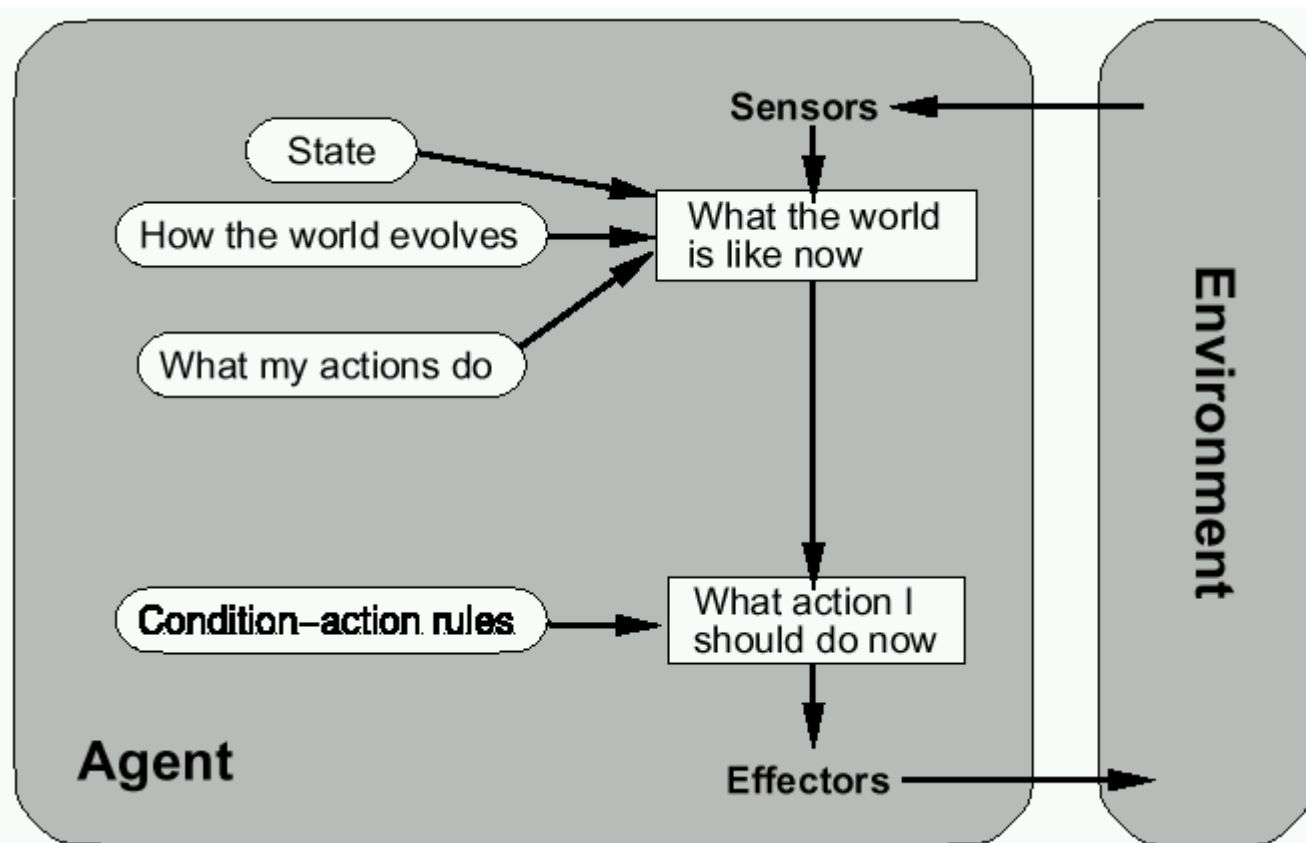 Sensors
State
What the world
is like now
How the world evolves
What my actions do
Environment
Condition–action rules
What action I
should do now
Agent
Effectors